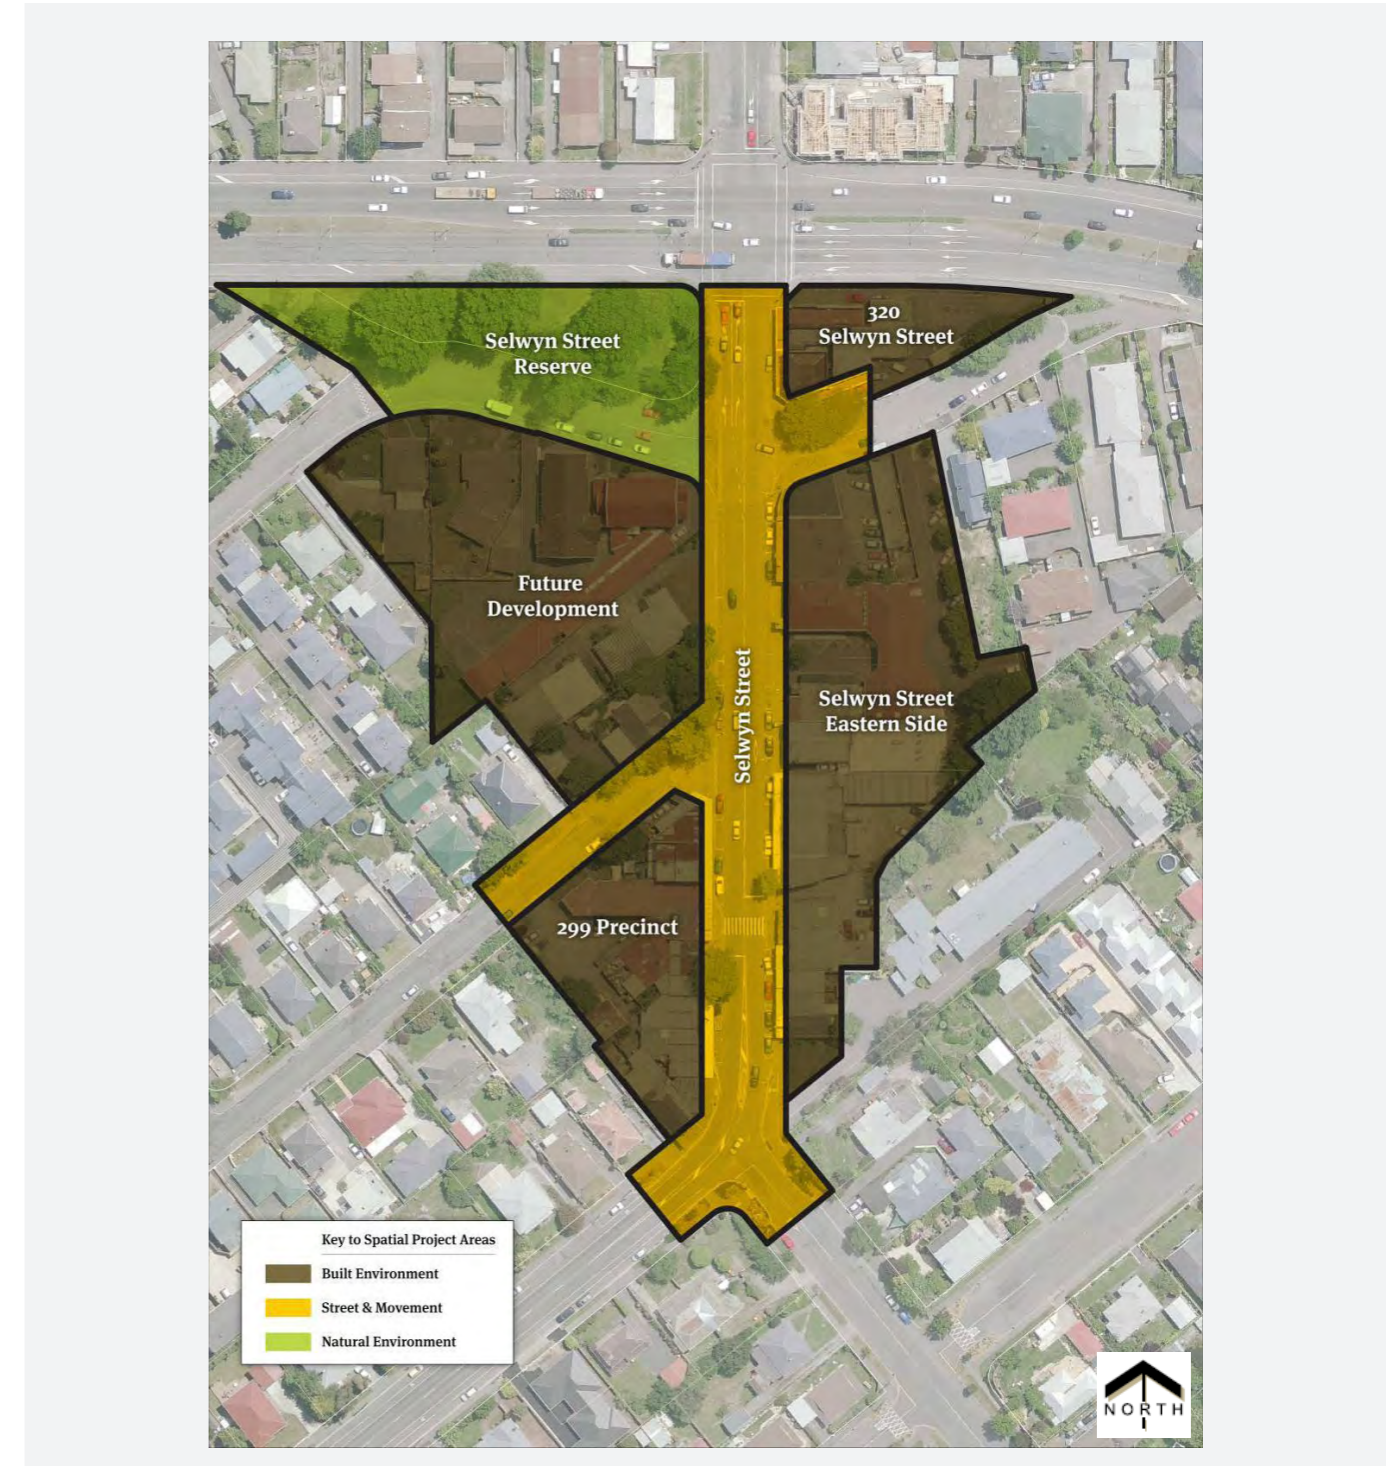 320
Selwyn Street
Selwyn Street
Reserve
Future
Development
Selwyn Street
Selwyn Street
Eastern Side
299 Precinct
Key to Spatial Project Areas
Built Environment
Street & Movement
Natural Environment
NORTH